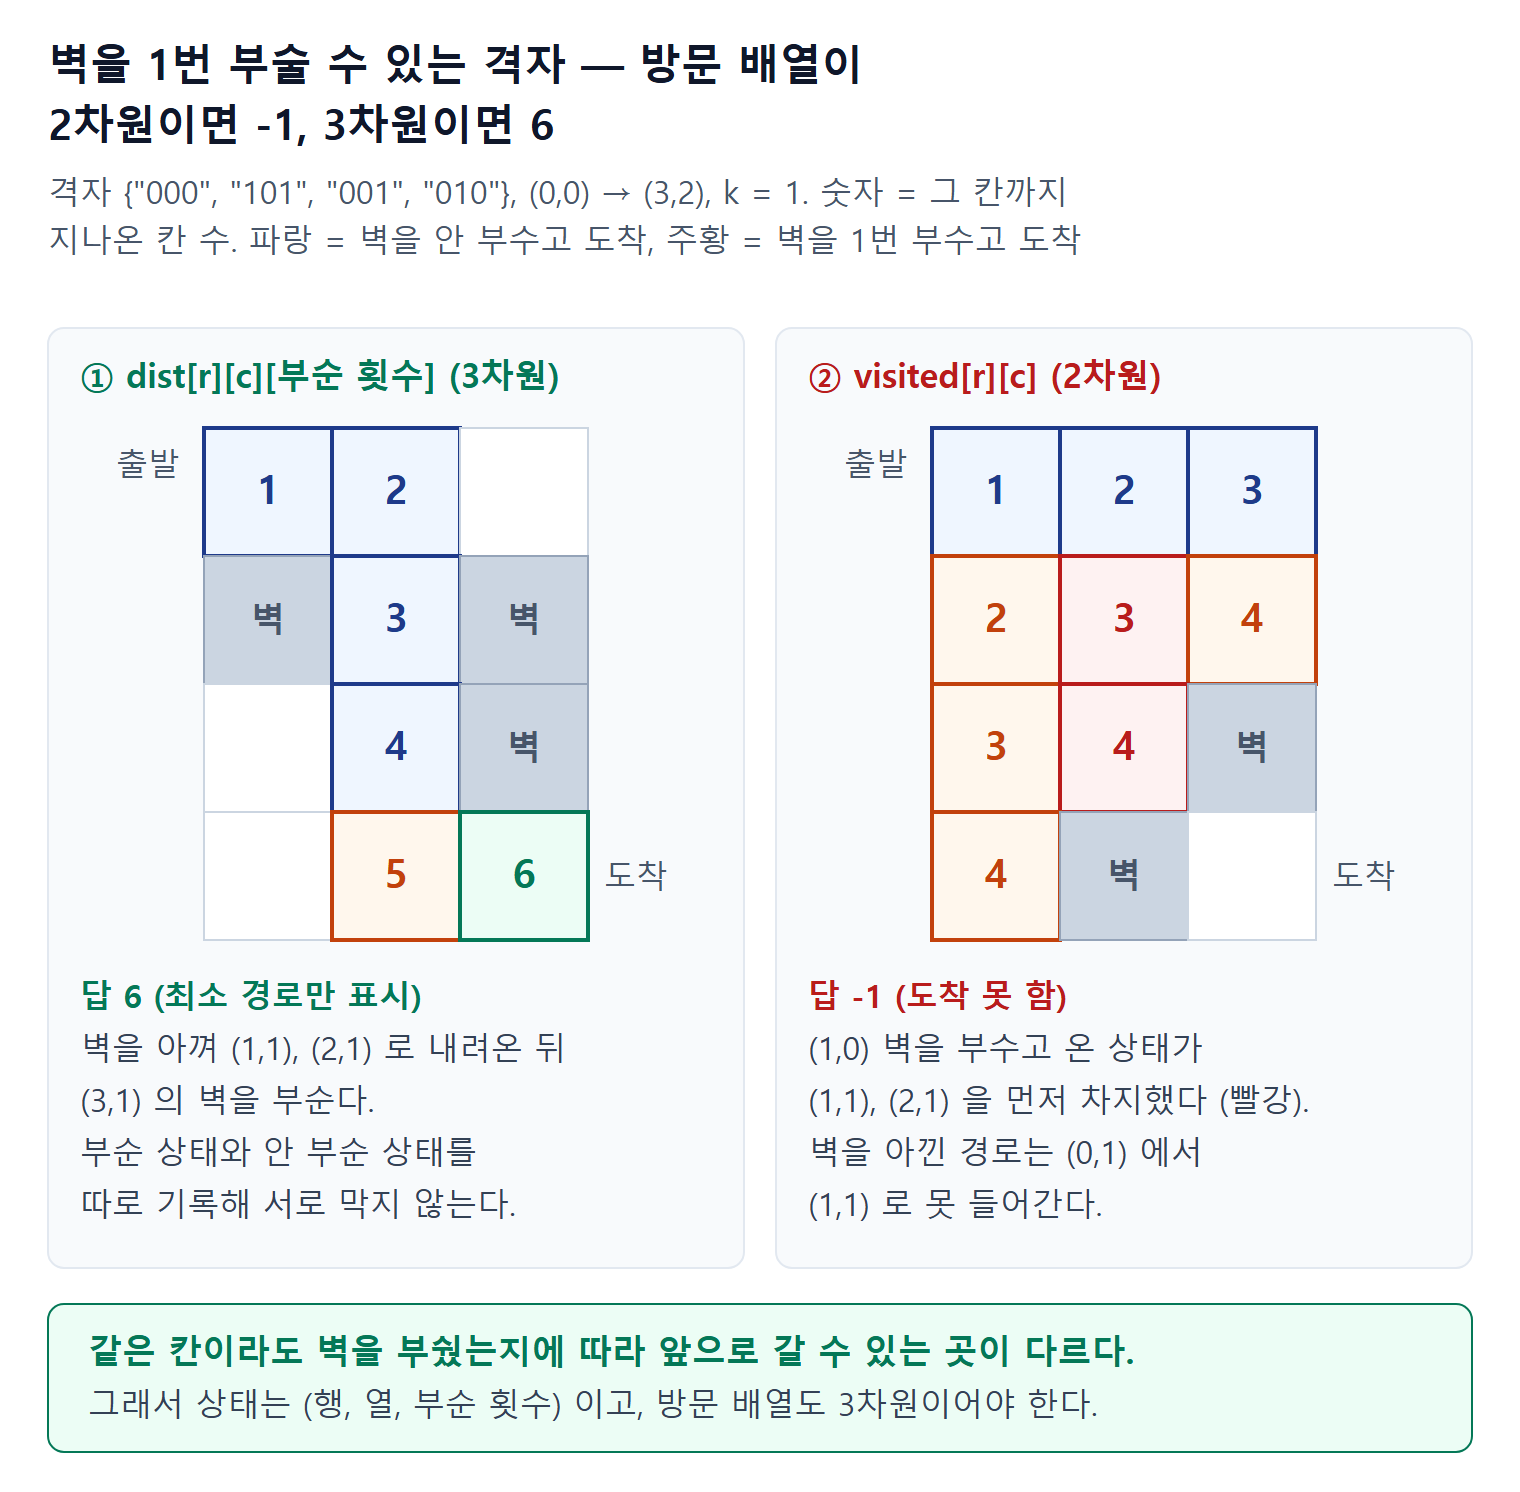 벽을 1번 부술 수 있는 격자 — 방문 배열이
2차원이면 -1, 3차원이면 6
격자 {"000", "101", "001", "010"}, (0,0) → (3,2), k = 1. 숫자 = 그 칸까지
지나온 칸 수. 파랑 = 벽을 안 부수고 도착, 주황 = 벽을 1번 부수고 도착
① dist[r][c][부순 횟수] (3차원)
출발
1 2
벽 3 벽
4 벽
5 6
도착
답 6 (최소 경로만 표시)
벽을 아껴 (1,1), (2,1) 로 내려온 뒤
(3,1) 의 벽을 부순다.
부순 상태와 안 부순 상태를
따로 기록해 서로 막지 않는다.
② visited[r][c] (2차원)
출발
1 2 3
2 3 4
3 4 벽
4 벽
도착
답 -1 (도착 못 함)
(1,0) 벽을 부수고 온 상태가
(1,1), (2,1) 을 먼저 차지했다 (빨강).
벽을 아낀 경로는 (0,1) 에서
(1,1) 로 못 들어간다.
같은 칸이라도 벽을 부쉈는지에 따라 앞으로 갈 수 있는 곳이 다르다.
그래서 상태는 (행, 열, 부순 횟수) 이고, 방문 배열도 3차원이어야 한다.